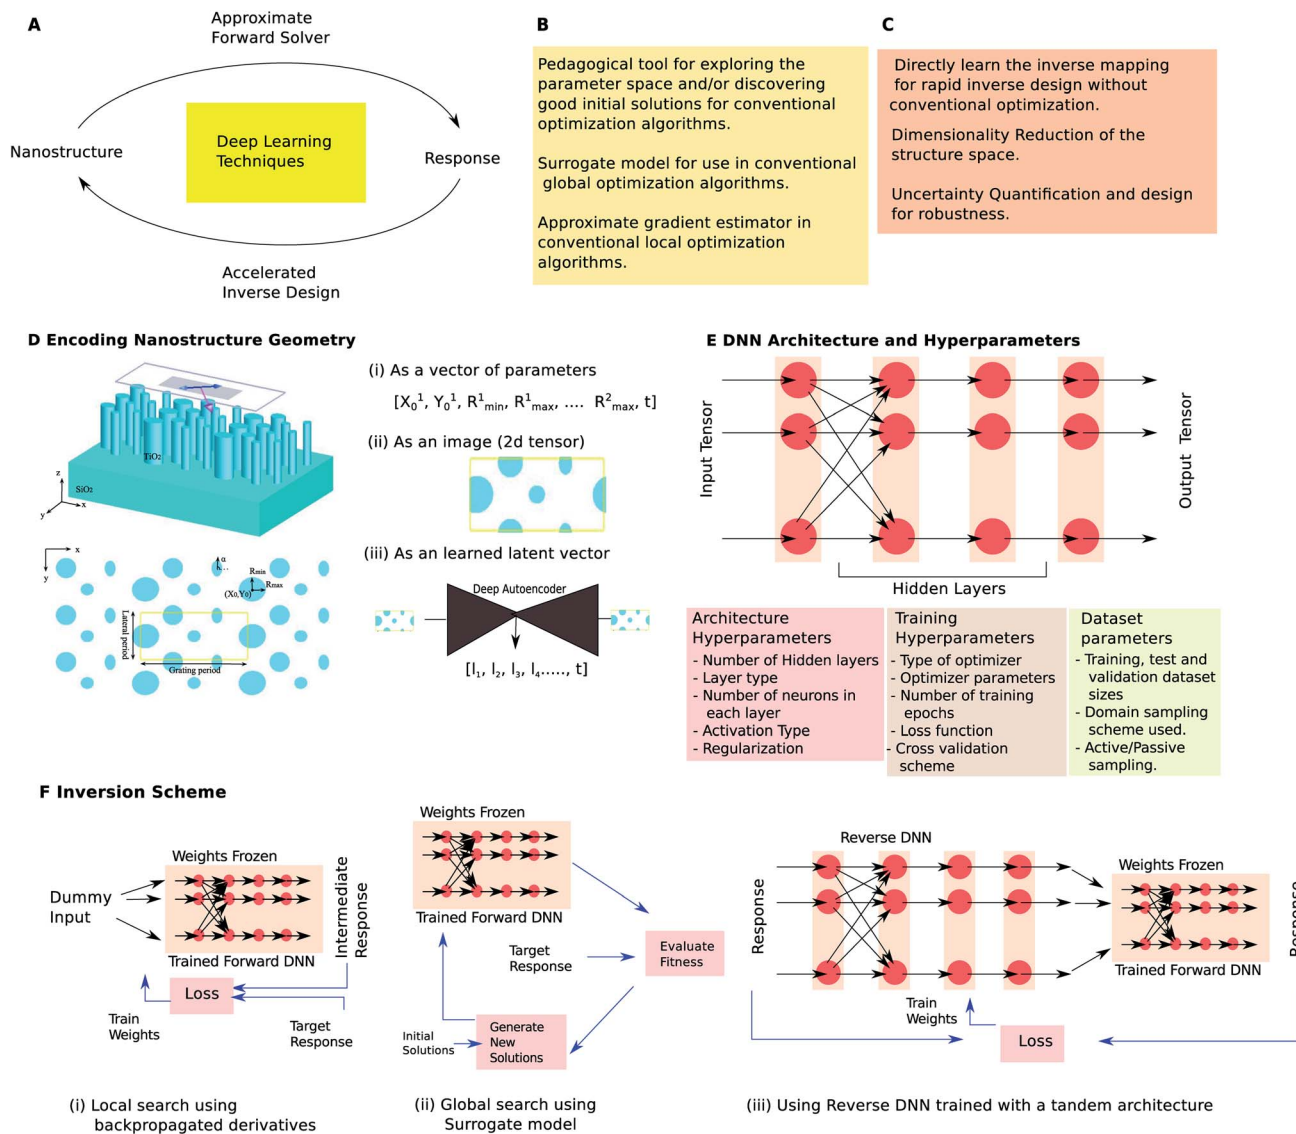 A
Approximate
Forward Solver
Nanostructure
Deep Learning
Techniques
Response
Accelerated
Inverse Design
B
Pedagogical tool for exploring the
parameter space and/or discovering
good initial solutions for conventional
optimization algorithms.
Surrogate model for use in conventional
global optimization algorithms.
Approximate gradient estimator in
conventional local optimization
algorithms.
C
Directly learn the inverse mapping
for rapid inverse design without
conventional optimization.
Dimensionality Reduction of the
structure space.
Uncertainty Quantification and design
for robustness.
D Encoding Nanostructure Geometry
TiO₂
SiO₂
z
x
y
x
y
α
Rmin
Rmax
(X₀,Y₀)
Lateral period
Grating period
(i) As a vector of parameters
[X₀¹, Y₀¹, R¹min, R¹max, .... R²max, t]
(ii) As an image (2d tensor)
(iii) As an learned latent vector
Deep Autoencoder
[l₁, l₂, l₃, l₄....., t]
E DNN Architecture and Hyperparameters
Input Tensor
Output Tensor
Hidden Layers
Architecture
Hyperparameters
- Number of Hidden layers
- Layer type
- Number of neurons in
each layer
- Activation Type
- Regularization
Training
Hyperparameters
- Type of optimizer
- Optimizer parameters
- Number of training
epochs
- Loss function
- Cross validation
scheme
Dataset
parameters
- Training, test and
validation dataset
sizes
- Domain sampling
scheme used.
- Active/Passive
sampling.
F Inversion Scheme
Weights Frozen
Dummy
Input
Trained Forward DNN
Intermediate
Response
Loss
Train
Weights
Target
Response
(i) Local search using
backpropagated derivatives
Weights Frozen
Trained Forward DNN
Target
Response
Evaluate
Fitness
Initial
Solutions
Generate
New
Solutions
(ii) Global search using
Surrogate model
Reverse DNN
Response
Weights Frozen
Trained Forward DNN
Response
Train
Weights
Loss
(iii) Using Reverse DNN trained with a tandem architecture